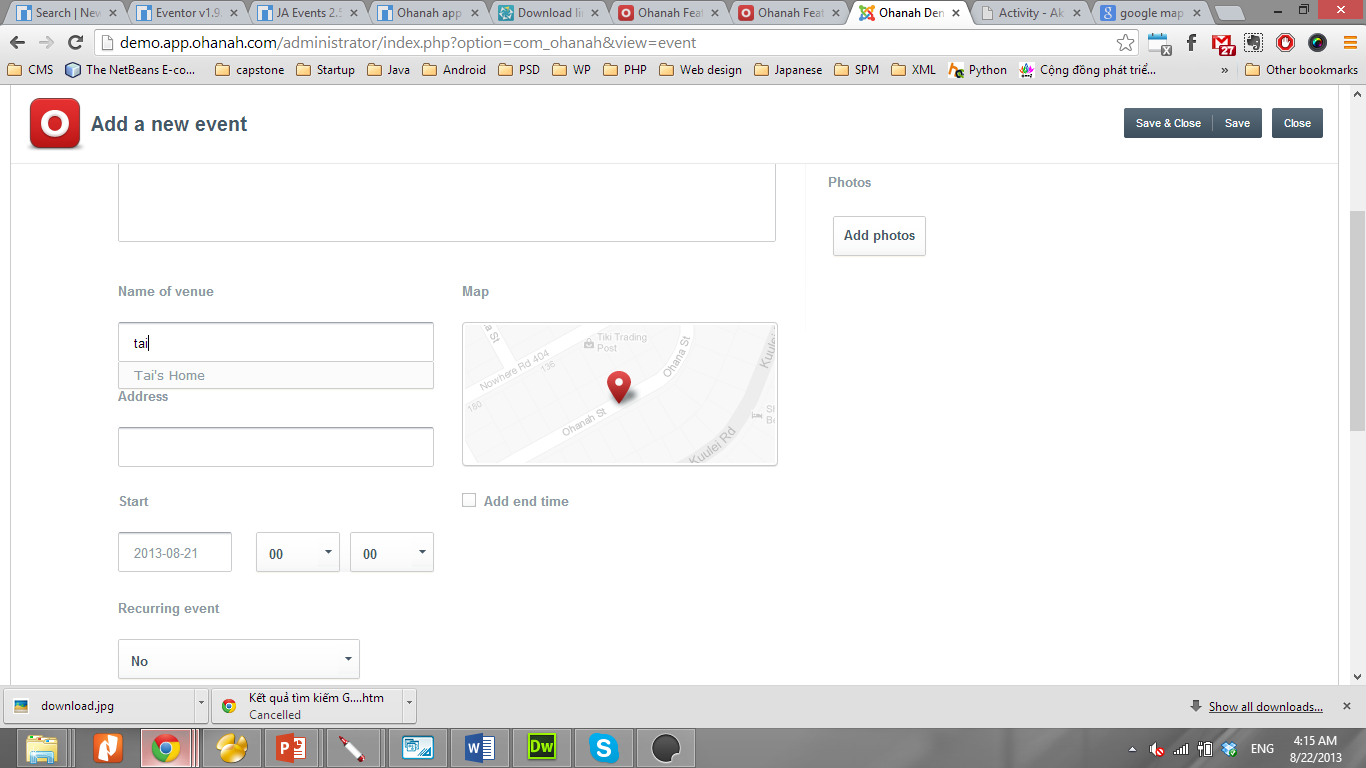 Search | New
Eventor v1.9.
JA Events 2.5
Ohanah app
Download lin
Ohanah Feat
Ohanah Feat
Ohanah Den
Activity - Ak
google map
demo.app.ohanah.com/administrator/index.php?option=com_ohanah&view=event
27
CMS
The NetBeans E-co...
capstone
Startup
Java
Android
PSD
WP
PHP
Web design
Japanese
SPM
XML
Python
Cộng đồng phát triể...
»
Other bookmarks
Add a new event
Save & Close
Save
Close
Photos
Add photos
Name of venue
Map
tai
Tai's Home
Address
Tiki Trading
Post
Nowhere Rd 404
136
180
Ohana St
Ohanah St
Kuulei Rd
Start
Add end time
2013-08-21
00
00
Recurring event
No
download.jpg
Kết quả tìm kiếm G....htm
Cancelled
Show all downloads...
Dw
ENG
4:15 AM
8/22/2013